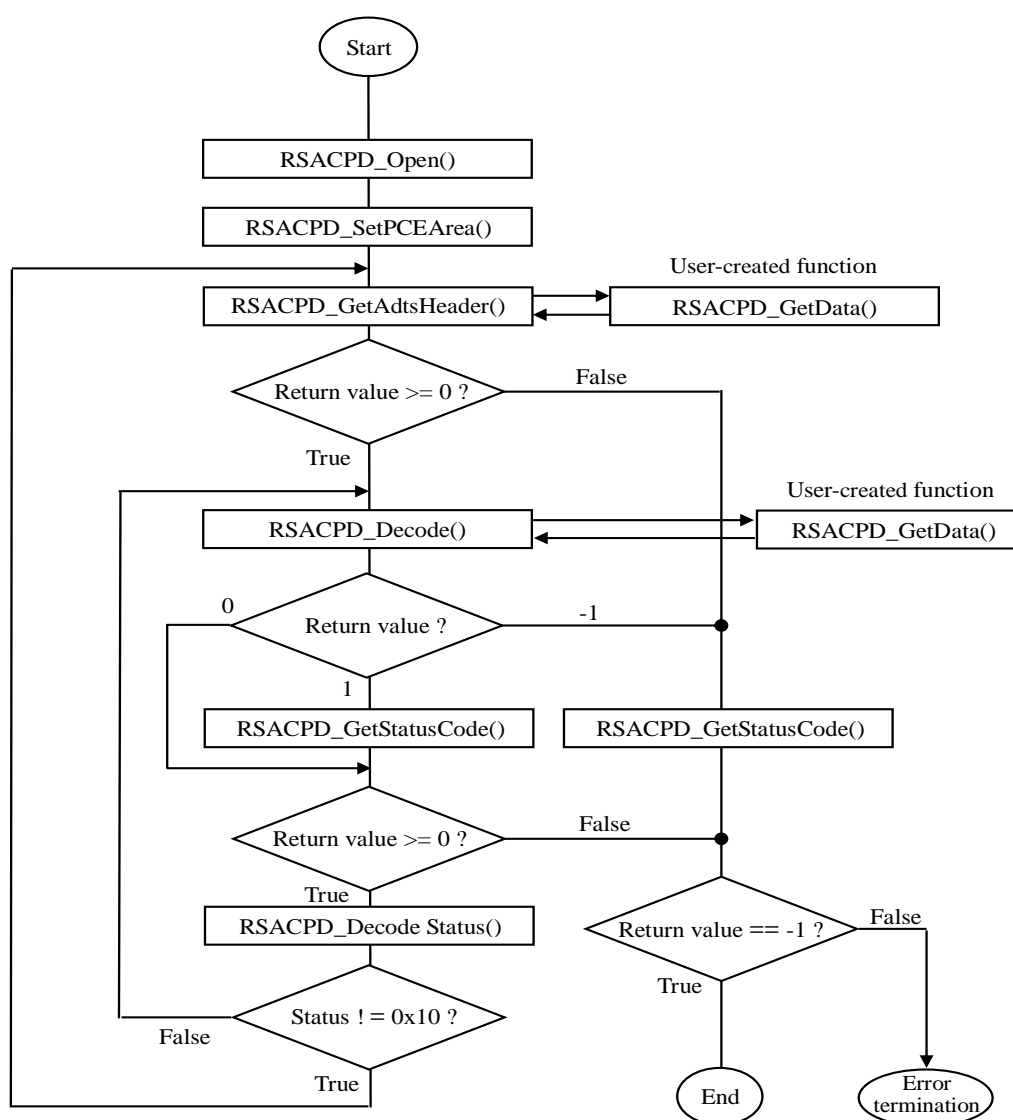 Start
RSACPD_Open()
RSACPD_SetPCEArea()
User-created function
RSACPD_GetAdtsHeader()
RSACPD_GetData()
Return value >= 0 ?
False
True
User-created function
RSACPD_Decode()
RSACPD_GetData()
0
Return value ?
-1
1
RSACPD_GetStatusCode()
RSACPD_GetStatusCode()
Return value >= 0 ?
False
True
RSACPD_Decode Status()
Return value == -1 ?
False
True
Status ! = 0x10 ?
False
True
End
Error
termination